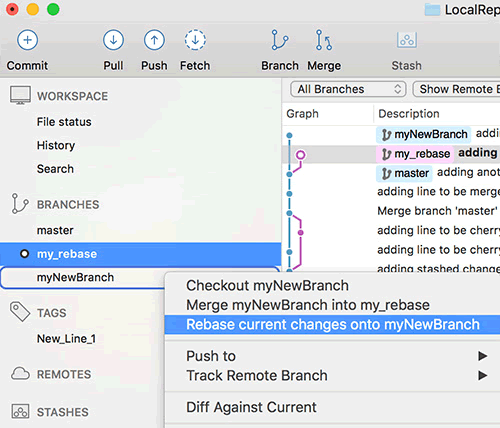 LocalRep
Commit
Pull
Push
Fetch
Branch
Merge
Stash
WORKSPACE
File status
History
Search
BRANCHES
master
my_rebase
myNewBranch
TAGS
New_Line_1
REMOTES
STASHES
All Branches
Show Remote B
Graph
Description
myNewBranch addin
my_rebase adding
master adding anot
adding line to be merge
Merge branch 'master'
adding line to be cherry
adding line to be cherry
adding stashed change
Checkout myNewBranch
Merge myNewBranch into my_rebase
Rebase current changes onto myNewBranch
Push to
Track Remote Branch
Diff Against Current